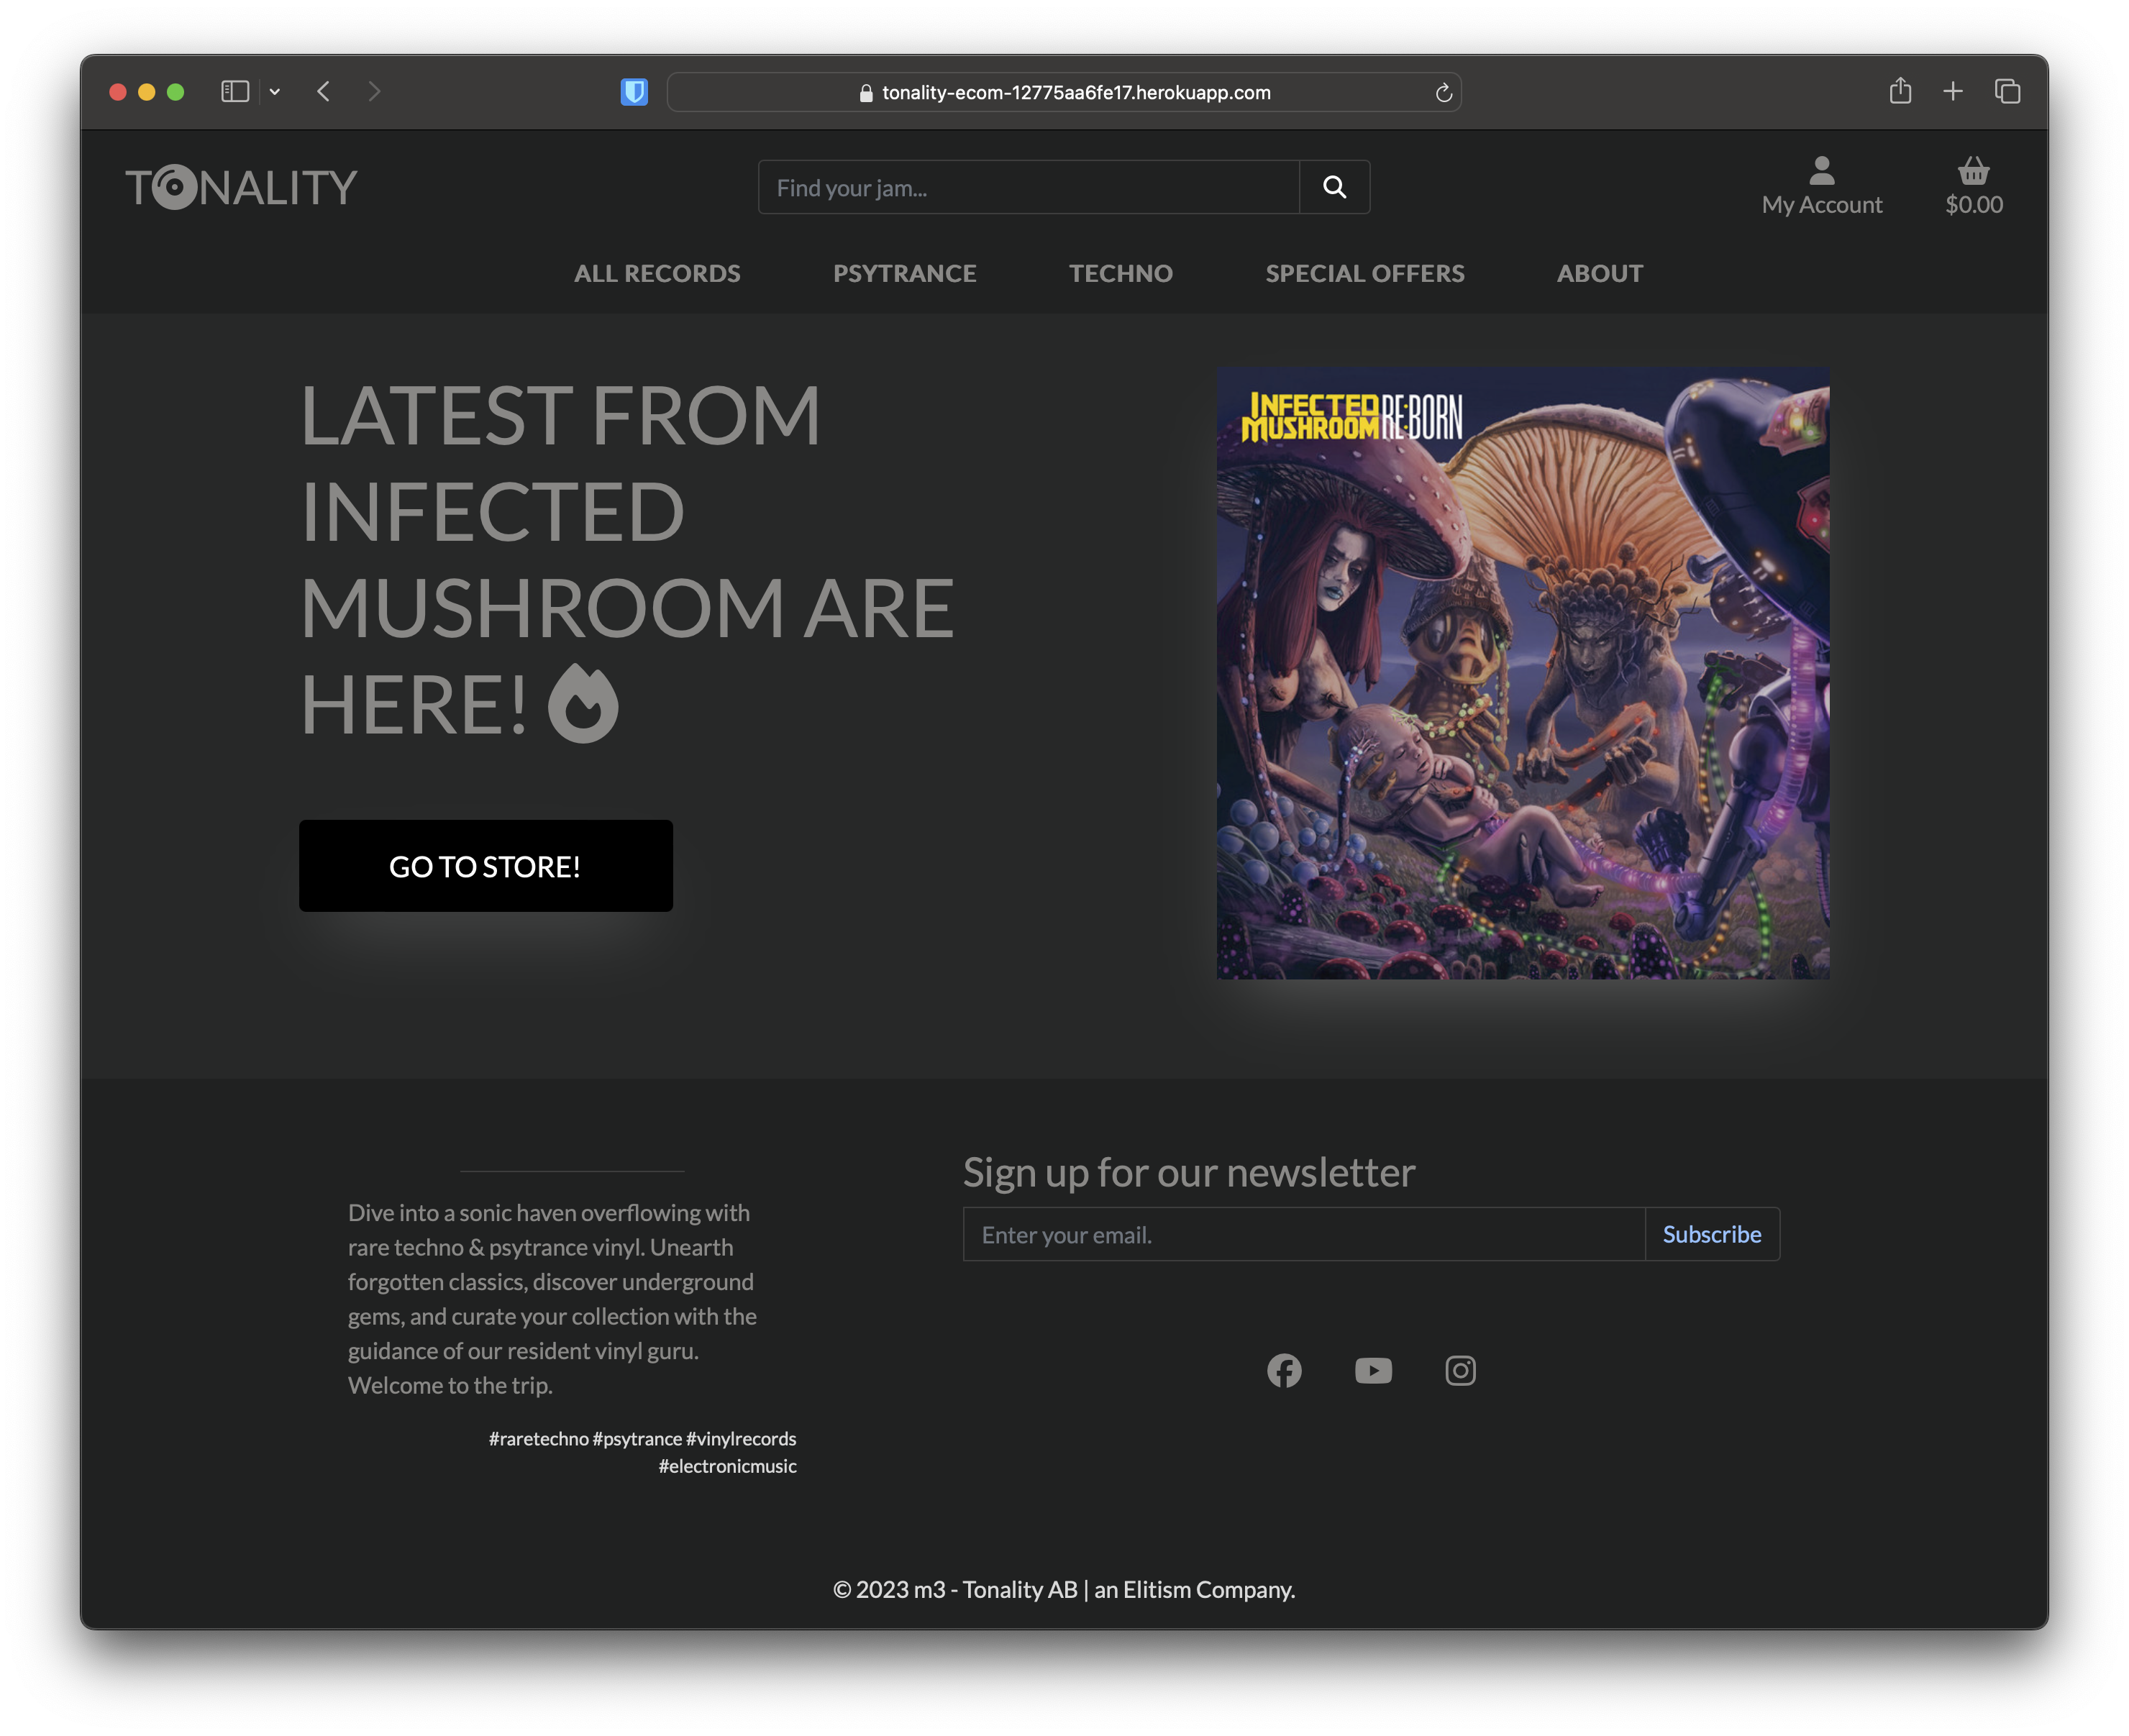 tonality-ecom-12775aa6fe17.herokuapp.com
TONALITY
Find your jam...
My Account
$0.00
ALL RECORDS PSYTRANCE TECHNO SPECIAL OFFERS ABOUT
LATEST FROM
INFECTED
MUSHROOM ARE
HERE!
GO TO STORE!
INFECTED
MUSHROOM RE:BORN
Dive into a sonic haven overflowing with
rare techno & psytrance vinyl. Unearth
forgotten classics, discover underground
gems, and curate your collection with the
guidance of our resident vinyl guru.
Welcome to the trip.
#raretechno #psytrance #vinylrecords
#electronicmusic
Sign up for our newsletter
Enter your email.
Subscribe
© 2023 m3 - Tonality AB | an Elitism Company.